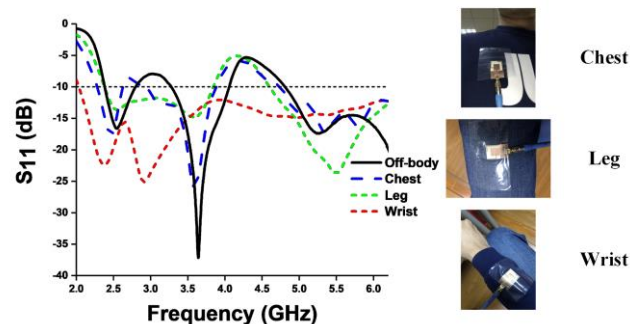 0
-5
-10
-15
-20
-25
-30
-35
-40
S11 (dB)
2.0 2.5 3.0 3.5 4.0 4.5 5.0 5.5 6.0
Frequency (GHz)
Off-body
Chest
Leg
Wrist
Chest
Leg
Wrist